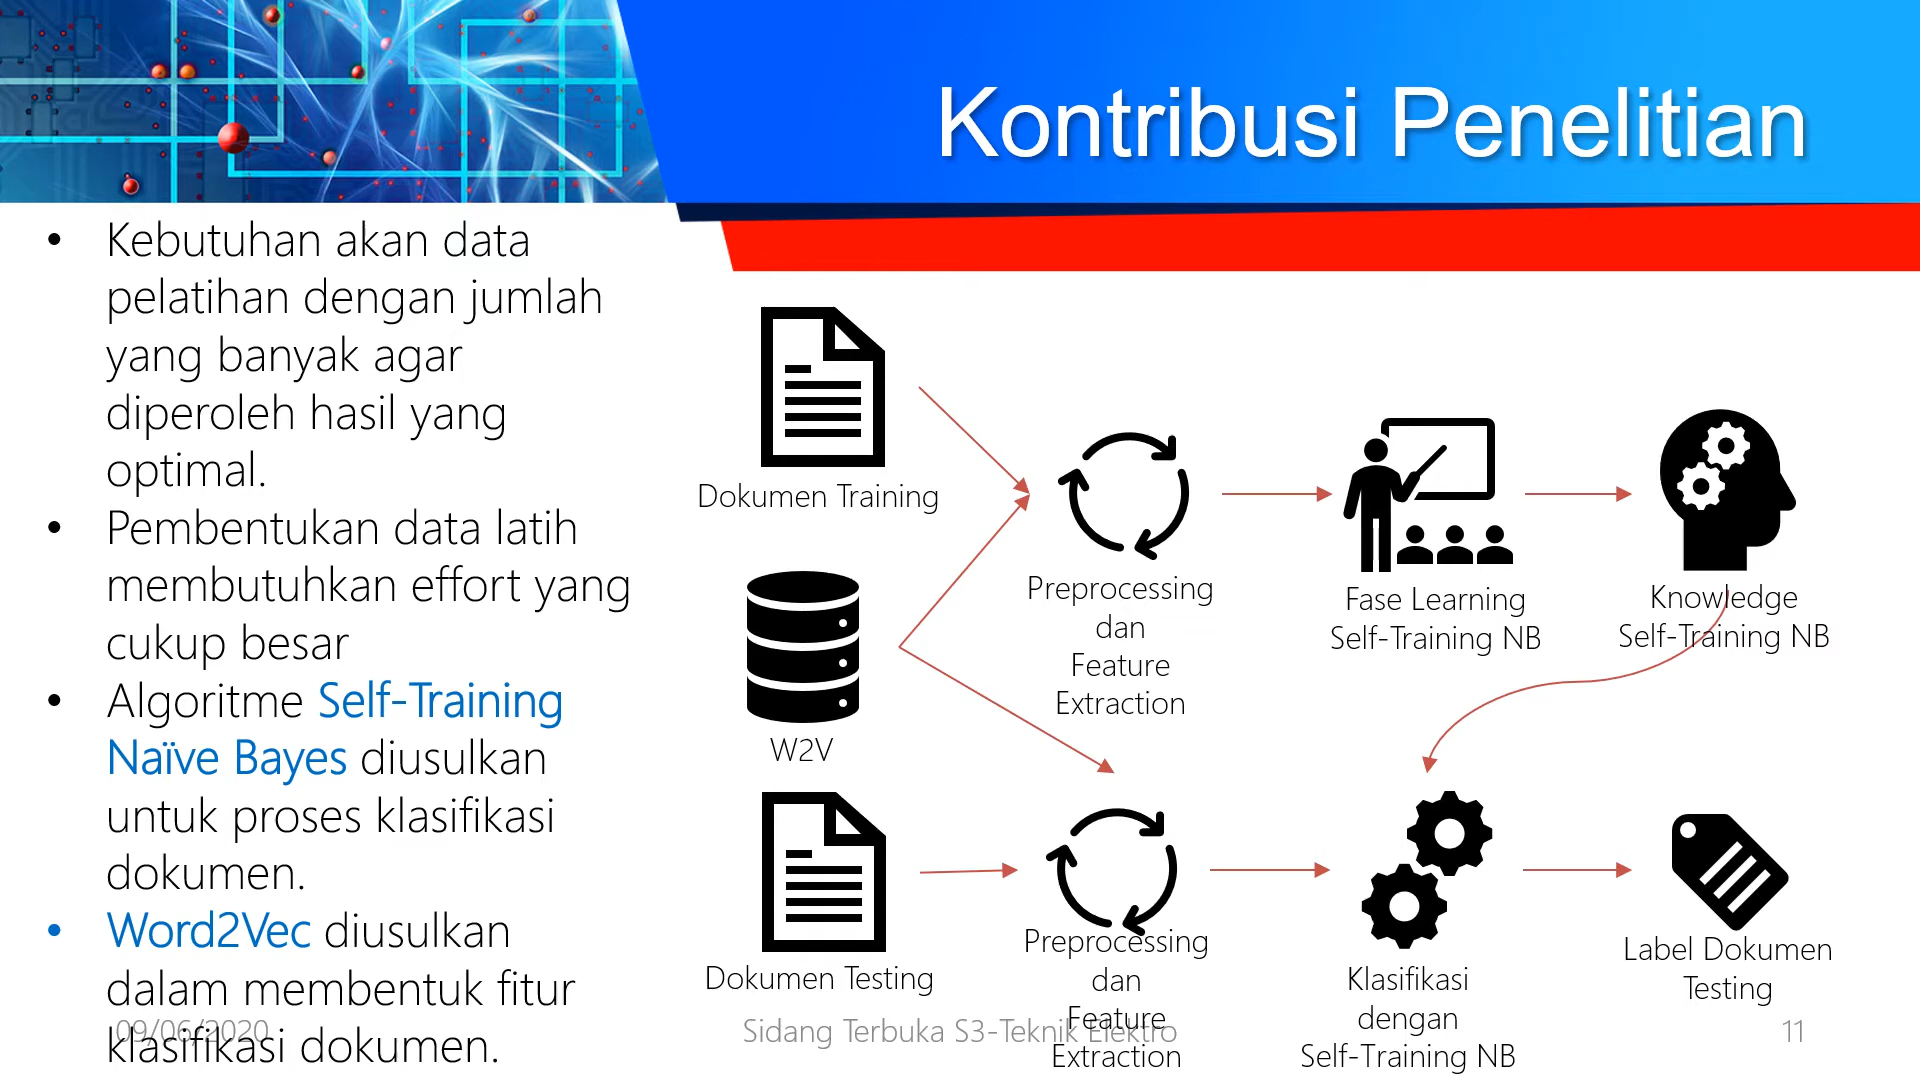 Kontribusi Penelitian
• Kebutuhan akan data
pelatihan dengan jumlah
yang banyak agar
diperoleh hasil yang
optimal.
• Pembentukan data latih
membutuhkan effort yang
cukup besar
• Algoritme Self-Training
Naïve Bayes diusulkan
untuk proses klasifikasi
dokumen.
• Word2Vec diusulkan
dalam membentuk fitur
klasifikasi dokumen.
Dokumen Training
Preprocessing
dan
Feature
Extraction
Fase Learning
Self-Training NB
Knowledge
Self-Training NB
W2V
Dokumen Testing
Preprocessing
dan
Feature
Extraction
Klasifikasi
dengan
Self-Training NB
Label Dokumen
Testing
09/06/2020
Sidang Terbuka S3-Teknik Elektro
11